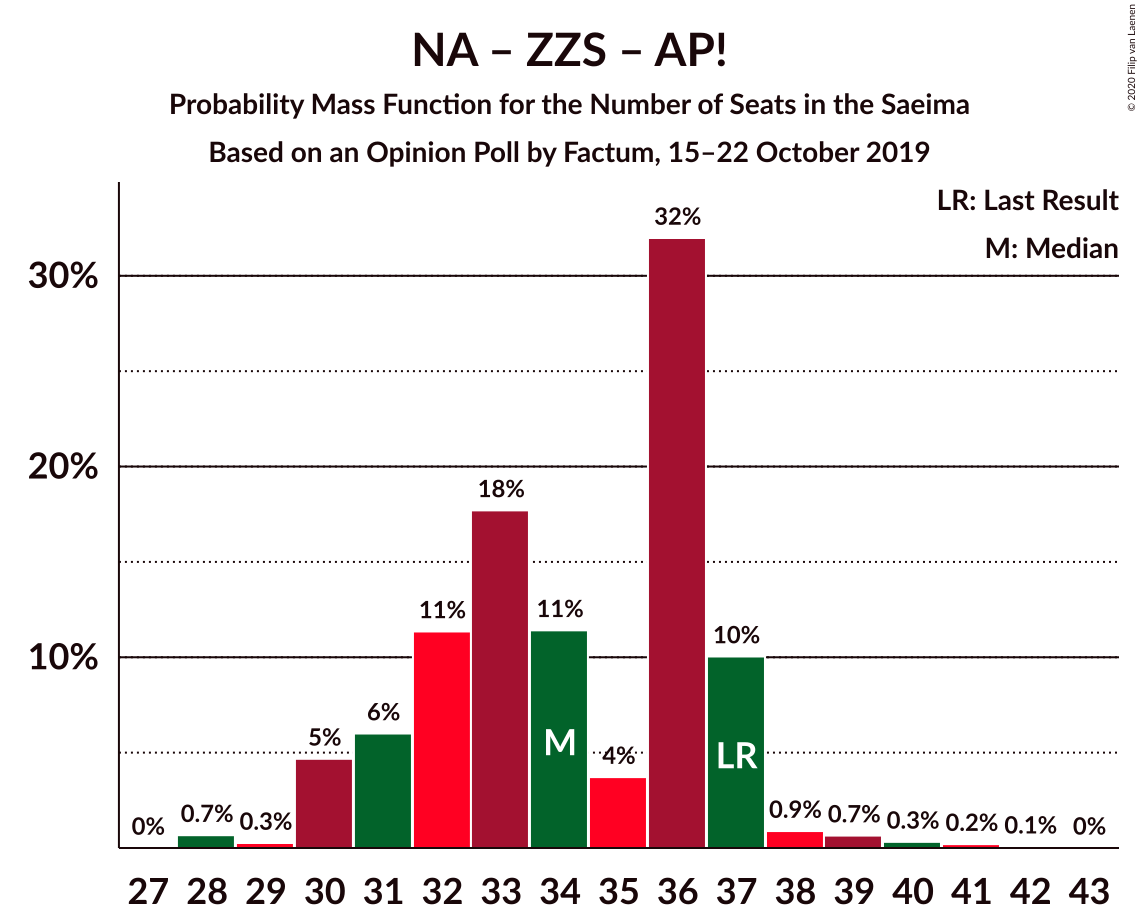 NA – ZZS – AP!
Probability Mass Function for the Number of Seats in the Saeima
Based on an Opinion Poll by Factum, 15–22 October 2019
© 2020 Filip van Laenen
LR: Last Result
M: Median
30%
20%
10%
0%
0.7%
0.3%
5%
6%
11%
18%
11%
4%
32%
10%
0.9%
0.7%
0.3%
0.2%
0.1%
0%
M
LR
27 28 29 30 31 32 33 34 35 36 37 38 39 40 41 42 43